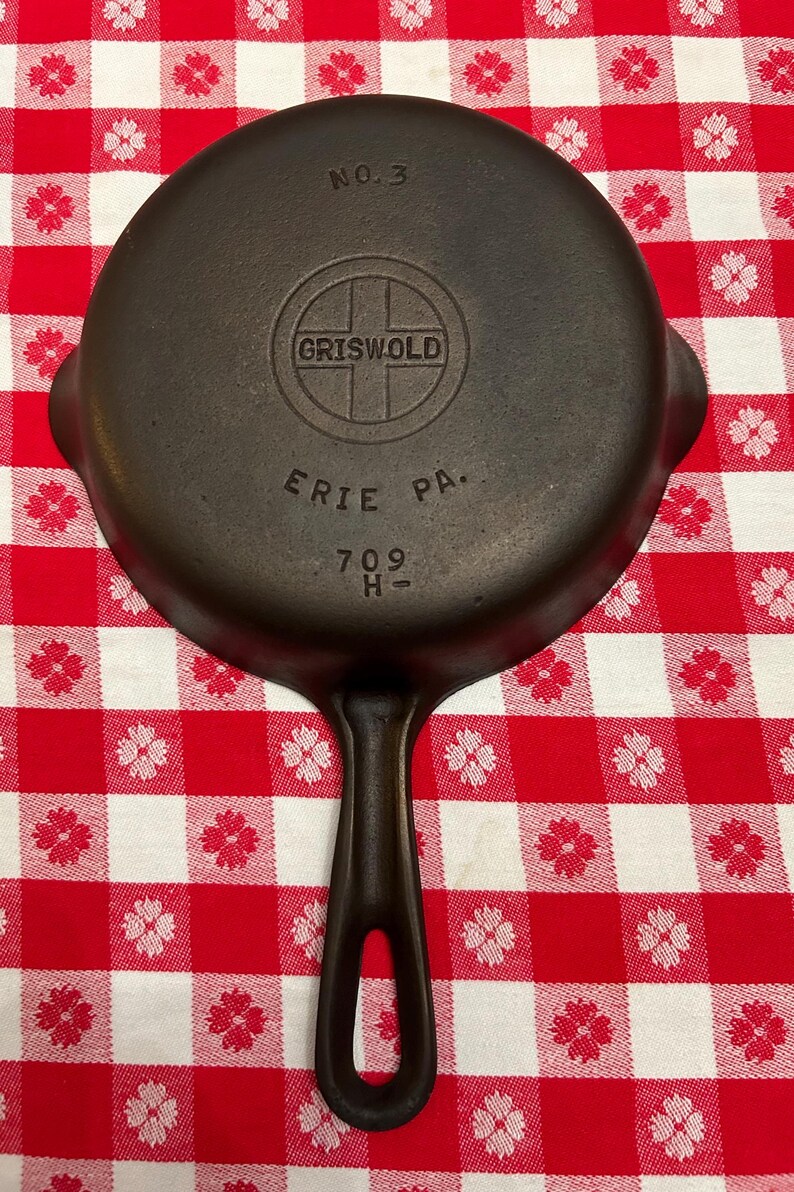 NO. 3
GRISWOLD
ERIE PA.
709
H-